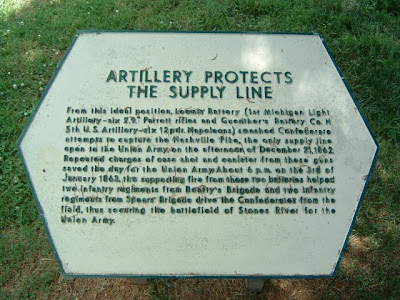 ARTILLERY PROTECTS
THE SUPPLY LINE
From this ideal position, Loomis' Battery (1st Michigan Light
Artillery-six 2.9" Parrott rifles and Guenther's Battery Co. H
5th U.S. Artillery-six 12 pdr. Napoleons) smashed Confederate
attempts to capture the Nashville Pike, the only supply line
open to the Union Army, on the afternoon of December 31, 1862.
Repeated charges of case shot and canister from these guns
saved the day for the Union Army. About 6 p.m. on the 3rd of
January 1863, the supporting fire from these two batteries helped
two infantry regiments from Beatty's Brigade and two infantry
regiments from Spears' Brigade drive the Confederates from the
field, thus securing the battlefield of Stones River for the
Union Army.